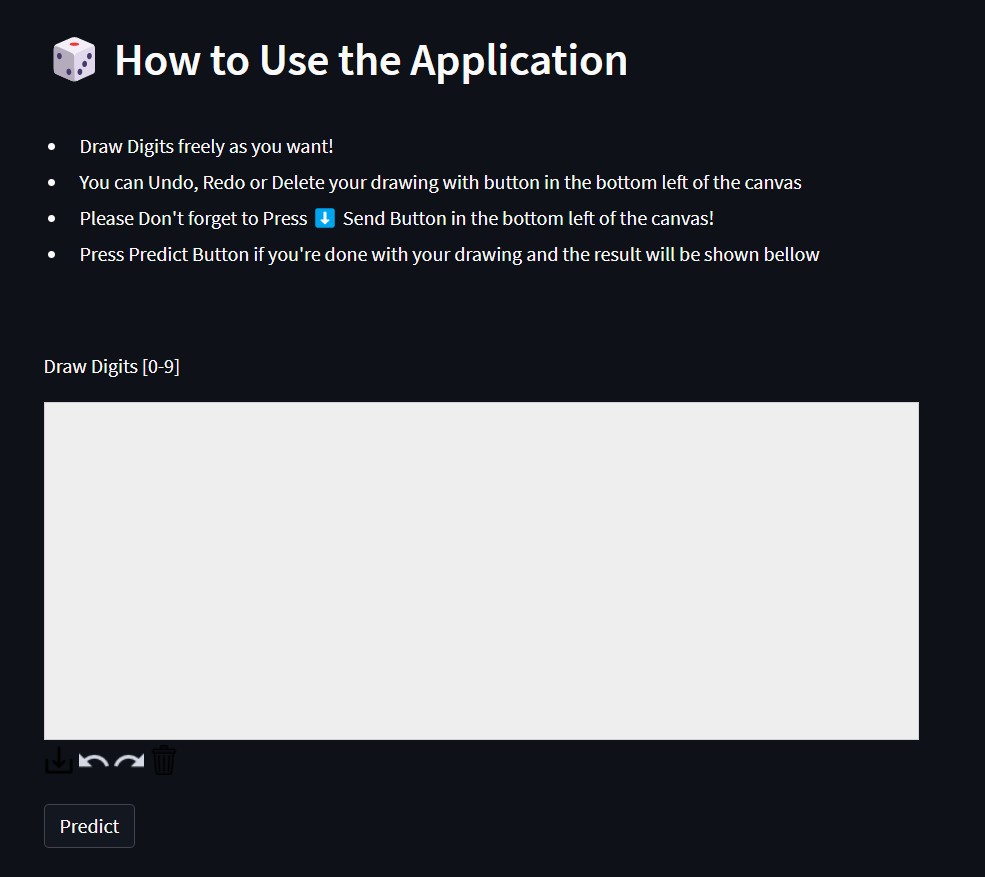 How to Use the Application
Draw Digits freely as you want!
You can Undo, Redo or Delete your drawing with button in the bottom left of the canvas
Please Don't forget to Press ⬇ Send Button in the bottom left of the canvas!
Press Predict Button if you're done with your drawing and the result will be shown bellow
Draw Digits [0-9]
Predict